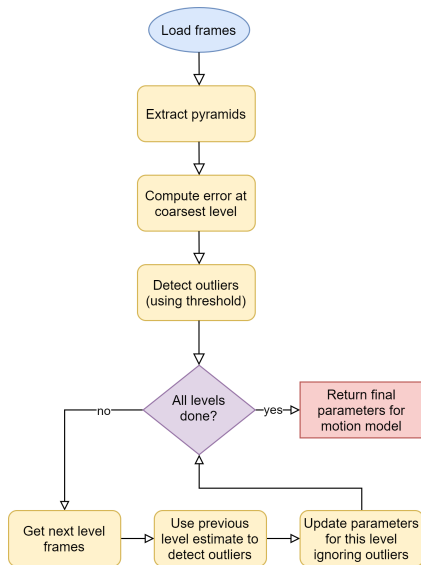 Load frames
Extract pyramids
Compute error at
coarsest level
Detect outliers
(using threshold)
All levels
done?
no
yes
Return final
parameters for
motion model
Get next level
frames
Use previous
level estimate to
detect outliers
Update parameters
for this level
ignoring outliers